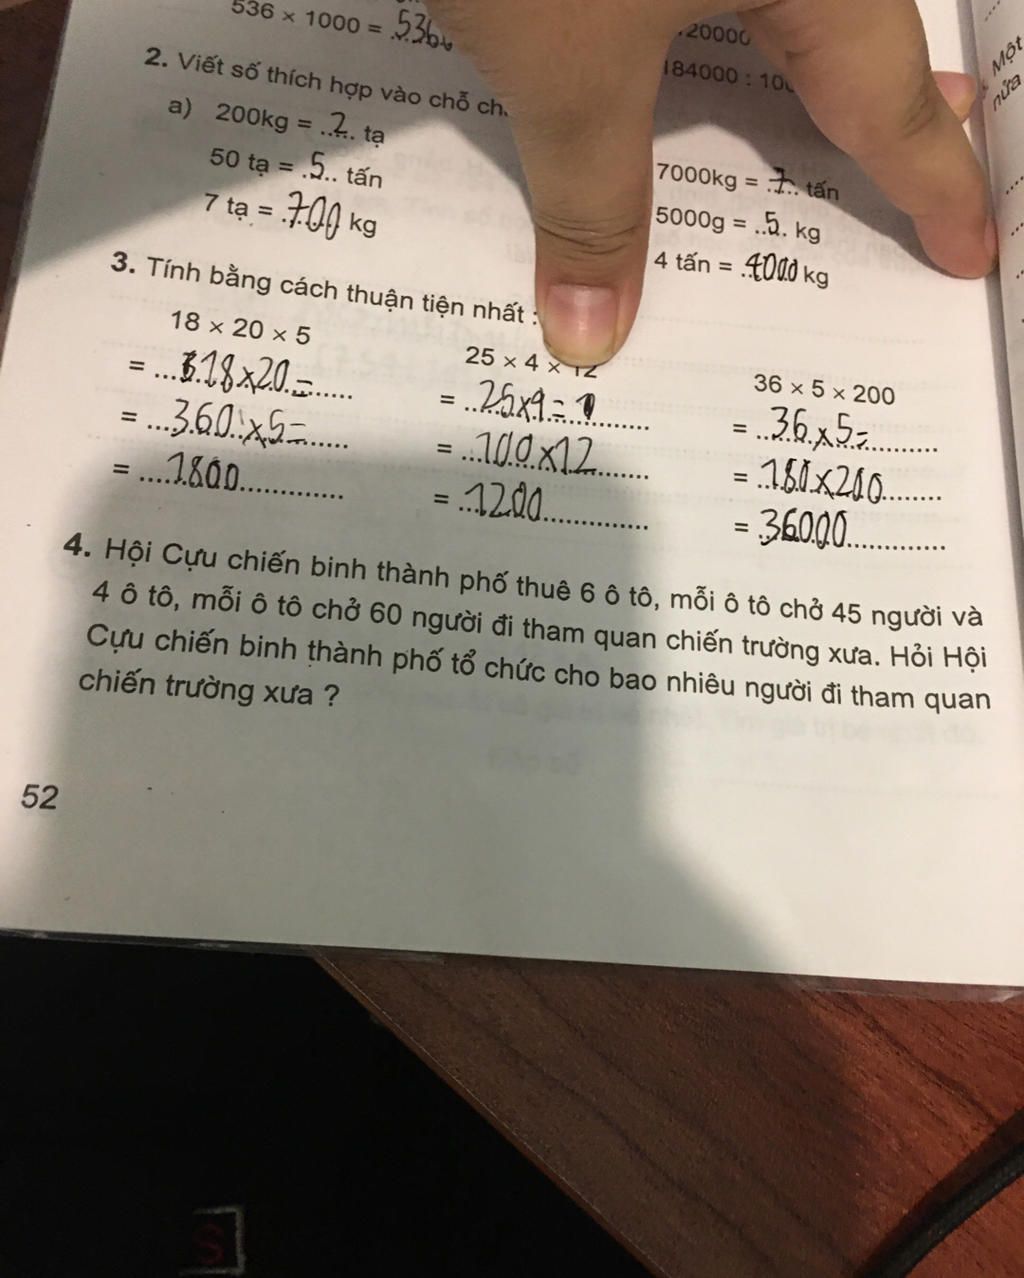 536 × 1000 = 536
20000
184000 : 10
2. Viết số thích hợp vào chỗ ch
a) 200kg = ..2.. tạ
7000kg = ..7.. tấn
50 tạ = .5.. tấn
5000g = ..5.. kg
7 tạ = .700 kg
4 tấn = ..4000 kg
3. Tính bằng cách thuận tiện nhất :
18 × 20 × 5
25 × 4 × 12
36 × 5 × 200
= ...18×20.=......
= ..25×4.=.........
= ..36.×5=.........
= ...360.×5=......
= ...100×12.......
= ..180×200.......
= ....1800.............
= ..1200..............
= .36000..............
4. Hội Cựu chiến binh thành phố thuê 6 ô tô, mỗi ô tô chở 45 người và
4 ô tô, mỗi ô tô chở 60 người đi tham quan chiến trường xưa. Hỏi Hội
Cựu chiến binh thành phố tổ chức cho bao nhiêu người đi tham quan
chiến trường xưa ?
52
Một
nửa
S